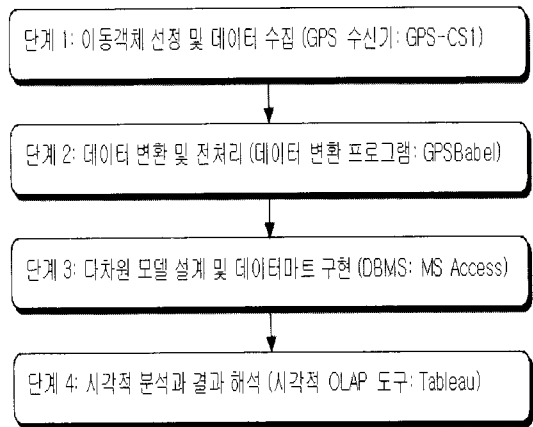 단계 1: 이동객체 선정 및 데이터 수집 (GPS 수신기: GPS-CS1)
단계 2: 데이터 변환 및 전처리 (데이터 변환 프로그램: GPSBabel)
단계 3: 다차원 모델 설계 및 데이터마트 구현 (DBMS: MS Access)
단계 4: 시각적 분석과 결과 해석 (시각적 OLAP 도구: Tableau)